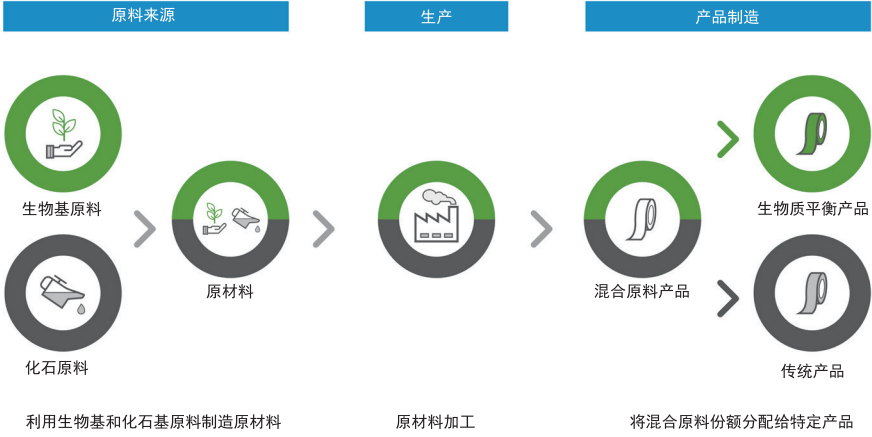 原料来源
生产
产品制造
生物基原料
生物质平衡产品
原材料
混合原料产品
化石原料
传统产品
利用生物基和化石基原料制造原材料
原材料加工
将混合原料份额分配给特定产品